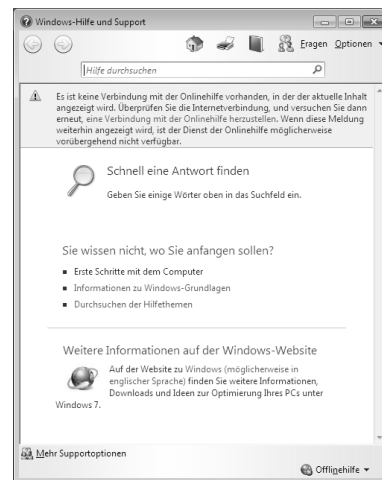 Windows-Hilfe und Support
Fragen Optionen
Hilfe durchsuchen
Es ist keine Verbindung mit der Onlinehilfe vorhanden, in der der aktuelle Inhalt
angezeigt wird. Überprüfen Sie die Internetverbindung, und versuchen Sie dann
erneut, eine Verbindung mit der Onlinehilfe herzustellen. Wenn diese Meldung
weiterhin angezeigt wird, ist der Dienst der Onlinehilfe möglicherweise
vorübergehend nicht verfügbar.
Schnell eine Antwort finden
Geben Sie einige Wörter oben in das Suchfeld ein.
Sie wissen nicht, wo Sie anfangen sollen?
Erste Schritte mit dem Computer
Informationen zu Windows-Grundlagen
Durchsuchen der Hilfethemen
Weitere Informationen auf der Windows-Website
Auf der Website zu Windows (möglicherweise in
englischer Sprache) finden Sie weitere Informationen,
Downloads und Ideen zur Optimierung Ihres PCs unter
Windows 7.
Mehr Supportoptionen
Offlinehilfe